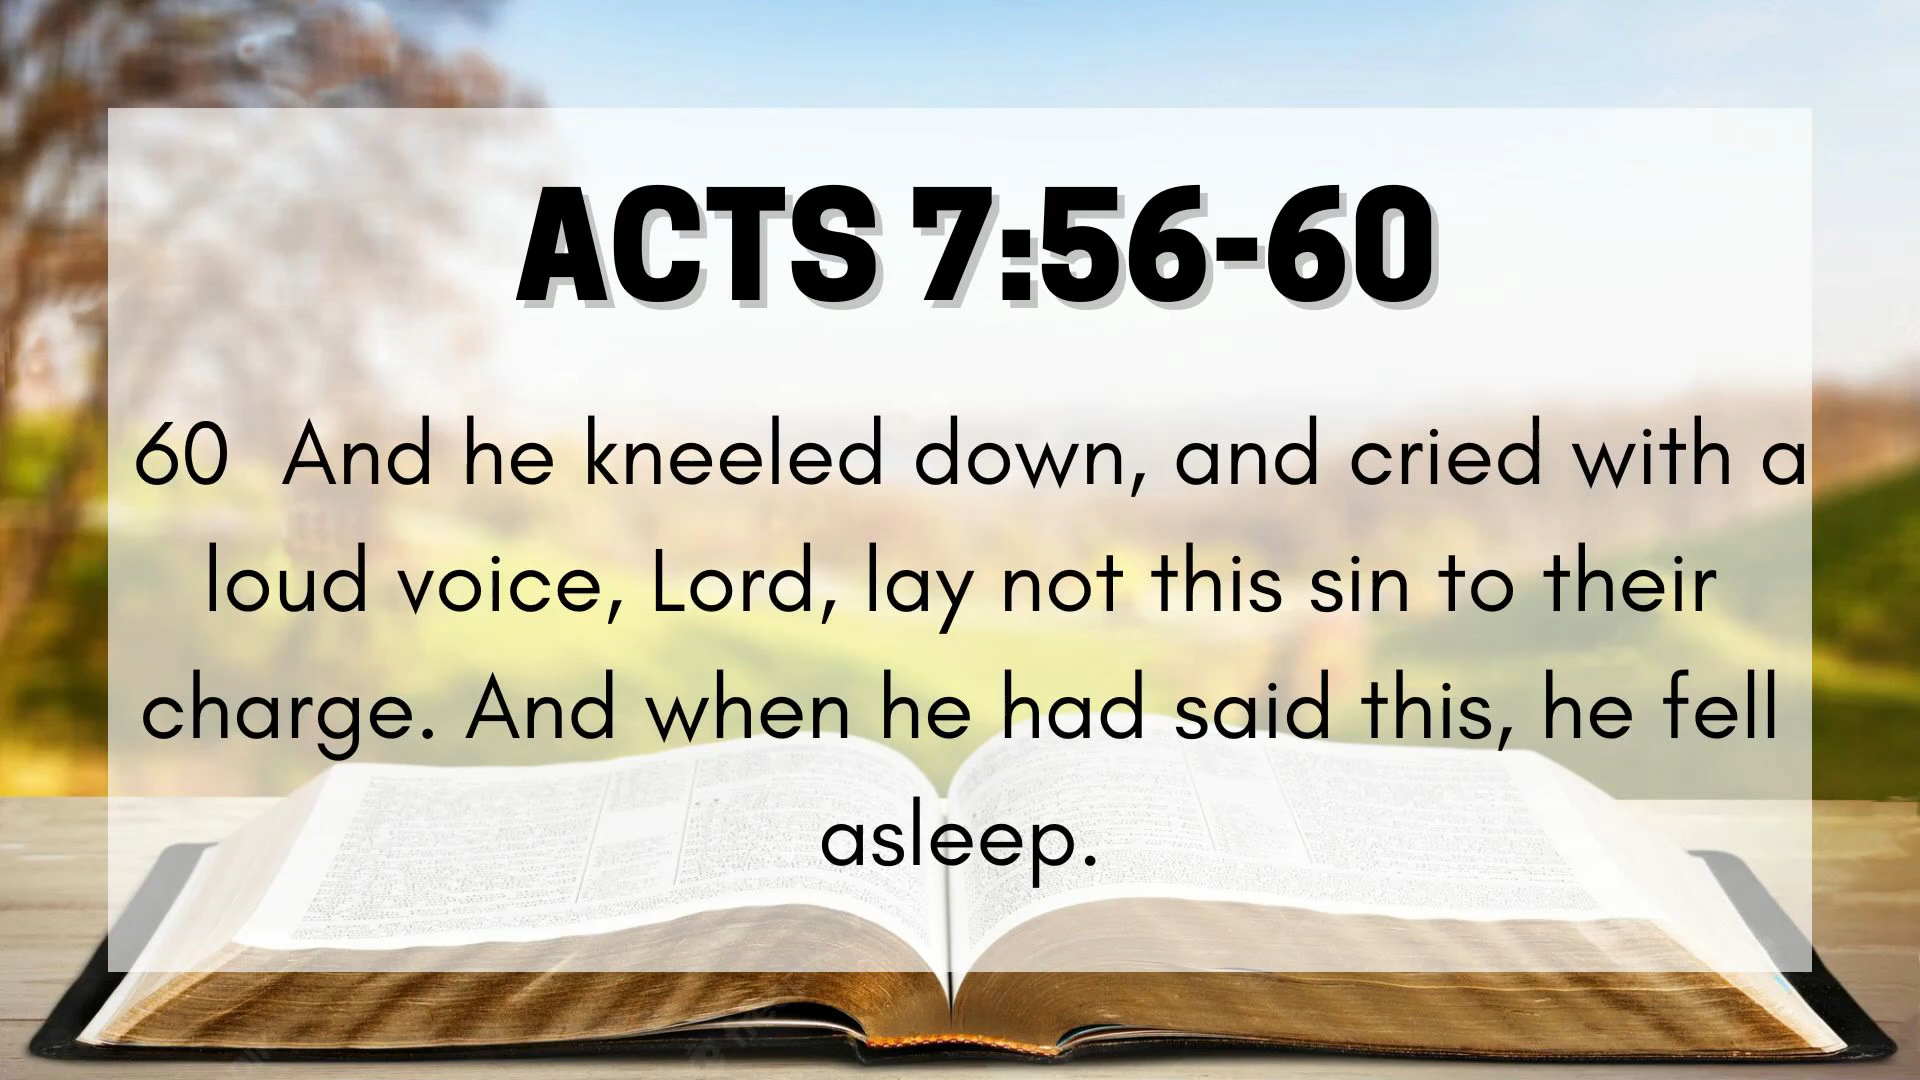 ACTS 7:56-60
60 And he kneeled down, and cried with a
loud voice, Lord, lay not this sin to their
charge. And when he had said this, he fell
asleep.